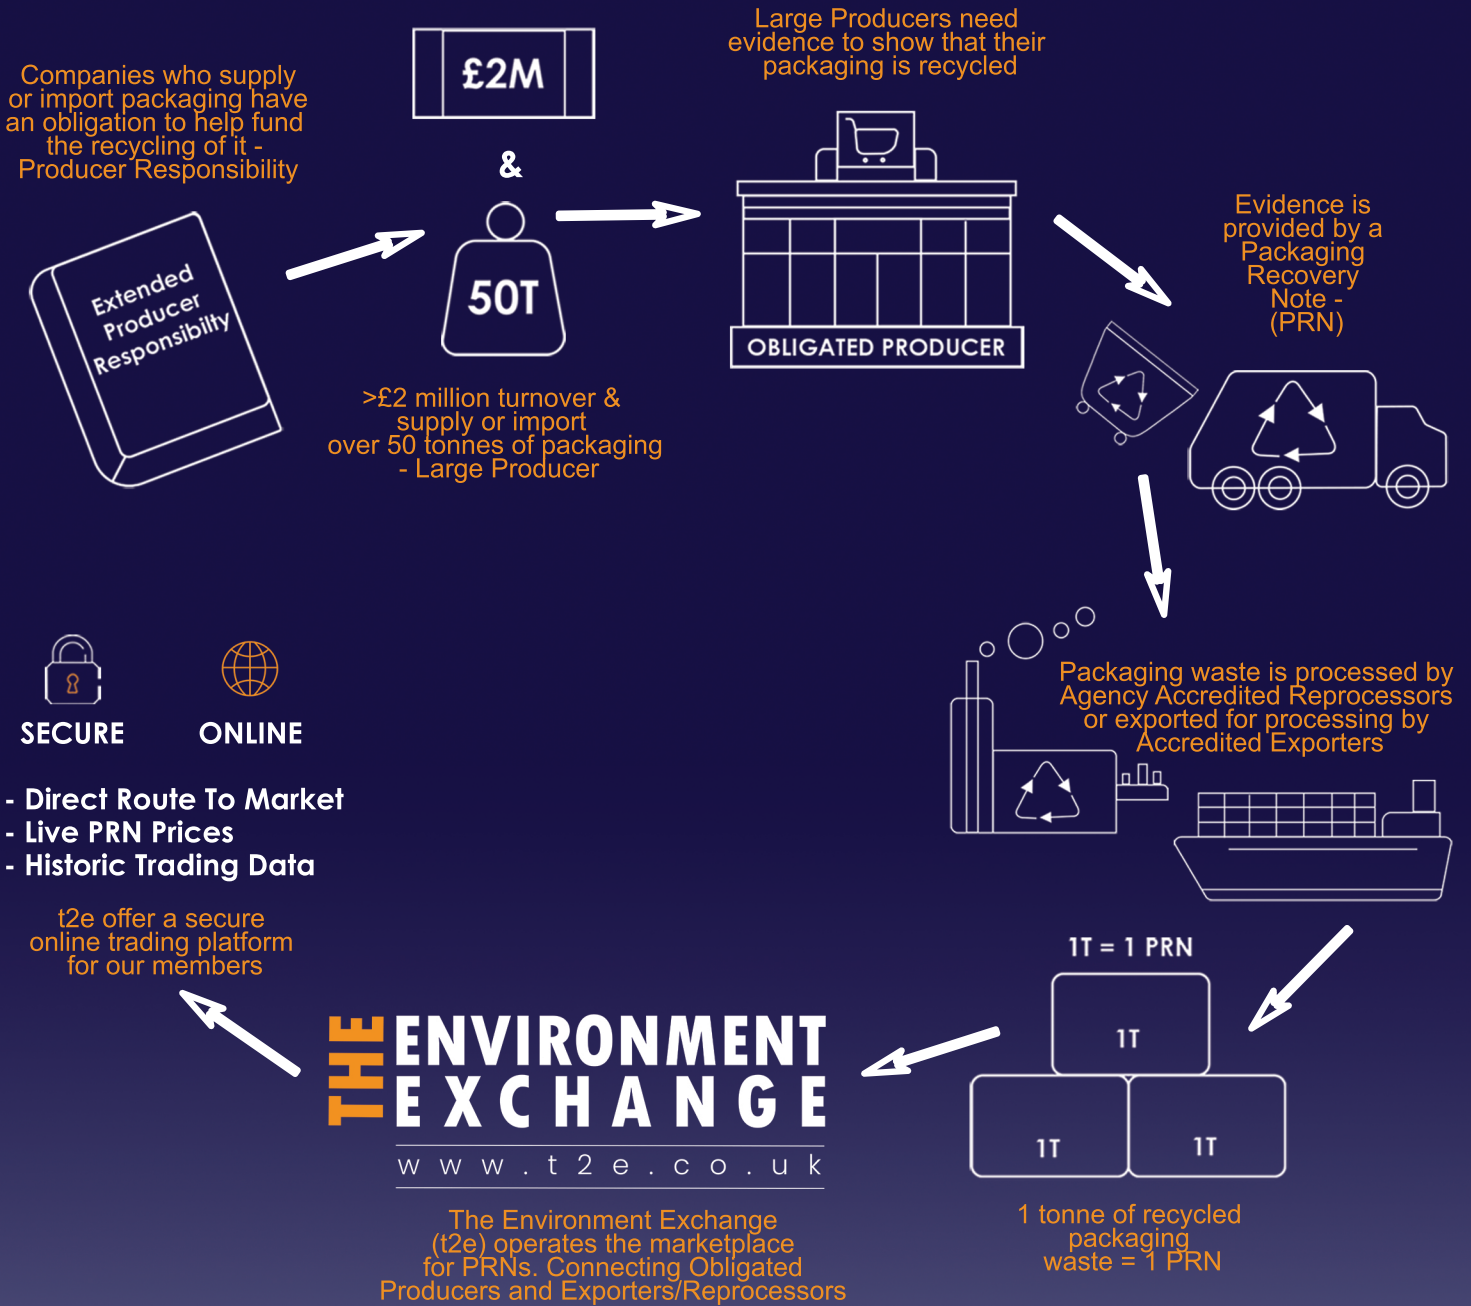 Companies who supply
or import packaging have
an obligation to help fund
the recycling of it -
Producer Responsibility
Extended
Producer
Responsibilty
£2M
&
50T
>£2 million turnover &
supply or import
over 50 tonnes of packaging
- Large Producer
Large Producers need
evidence to show that their
packaging is recycled
OBLIGATED PRODUCER
Evidence is
provided by a
Packaging
Recovery
Note -
(PRN)
Packaging waste is processed by
Agency Accredited Reprocessors
or exported for processing by
Accredited Exporters
1T = 1 PRN
1T
1T
1T
1 tonne of recycled
packaging
waste = 1 PRN
THE
ENVIRONMENT
EXCHANGE
www.t2e.co.uk
The Environment Exchange
(t2e) operates the marketplace
for PRNs. Connecting Obligated
Producers and Exporters/Reprocessors
SECURE
ONLINE
- Direct Route To Market
- Live PRN Prices
- Historic Trading Data
t2e offer a secure
online trading platform
for our members